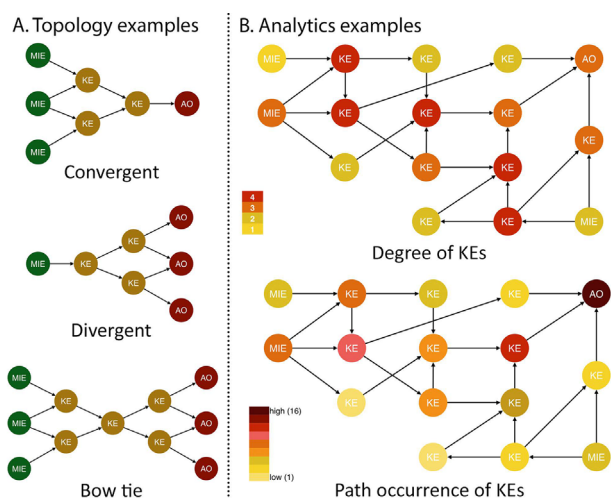 A. Topology examples
MIE
KE
MIE
KE
AO
KE
MIE
Convergent
AO
KE
MIE
KE
AO
KE
AO
Divergent
MIE
AO
KE
KE
MIE
KE
AO
KE
KE
MIE
AO
Bow tie
B. Analytics examples
MIE KE KE KE AO
MIE KE KE KE
KE
KE KE KE
4
3
2
1
KE KE MIE
Degree of KEs
MIE KE KE KE AO
MIE KE KE KE
KE
KE KE KE
high (16)
low (1)
KE KE MIE
Path occurrence of KEs